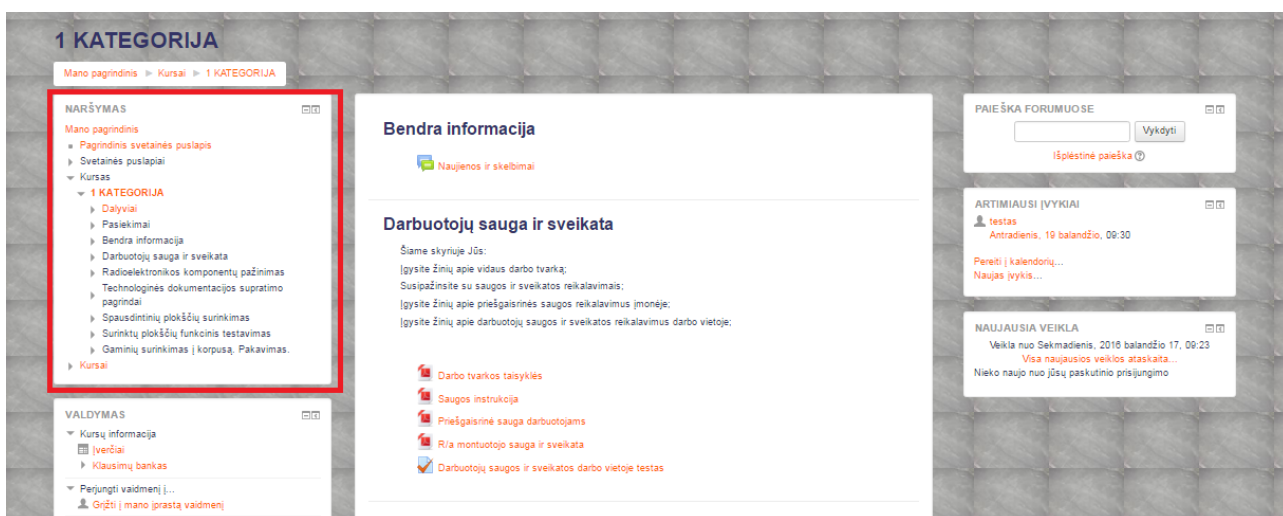 1 KATEGORIJA
Mano pagrindinis ▶ Kursai ▶ 1 KATEGORIJA
NARŠYMAS
Mano pagrindinis
Pagrindinis svetainės puslapis
Svetainės puslapiai
Kursas
1 KATEGORIJA
Dalyviai
Pasiekimai
Bendra informacija
Darbuotojų sauga ir sveikata
Radioelektronikos komponentų pažinimas
Technologinės dokumentacijos supratimo
pagrindai
Spausdintinių plokščių surinkimas
Surinktų plokščių funkcinis testavimas
Gaminių surinkimas į korpusą. Pakavimas.
Kursai
VALDYMAS
Kursų informacija
Įverčiai
Klausimų bankas
Perjungti vaidmenį į...
Grįžti į mano įprastą vaidmenį
Bendra informacija
Naujienos ir skelbimai
Darbuotojų sauga ir sveikata
Šiame skyriuje Jūs:
Įgysite žinių apie vidaus darbo tvarką;
Susipažinsite su saugos ir sveikatos reikalavimais;
Įgysite žinių apie priešgaisrinės saugos reikalavimus įmonėje;
Įgysite žinių apie darbuotojų saugos ir sveikatos reikalavimus darbo vietoje;
Darbo tvarkos taisyklės
Saugos instrukcija
Priešgaisrinė sauga darbuotojams
R/a montuotojo sauga ir sveikata
Darbuotojų saugos ir sveikatos darbo vietoje testas
PAIEŠKA FORUMUOSE
Vykdyti
Išplėstinė paieška
ARTIMIAUSI ĮVYKIAI
testas
Antradienis, 19 balandžio, 09:30
Pereiti į kalendorių...
Naujas įvykis...
NAUJAUSIA VEIKLA
Veikla nuo Sekmadienis, 2016 balandžio 17, 09:23
Visa naujausios veiklos ataskaita...
Nieko naujo nuo jūsų paskutinio prisijungimo